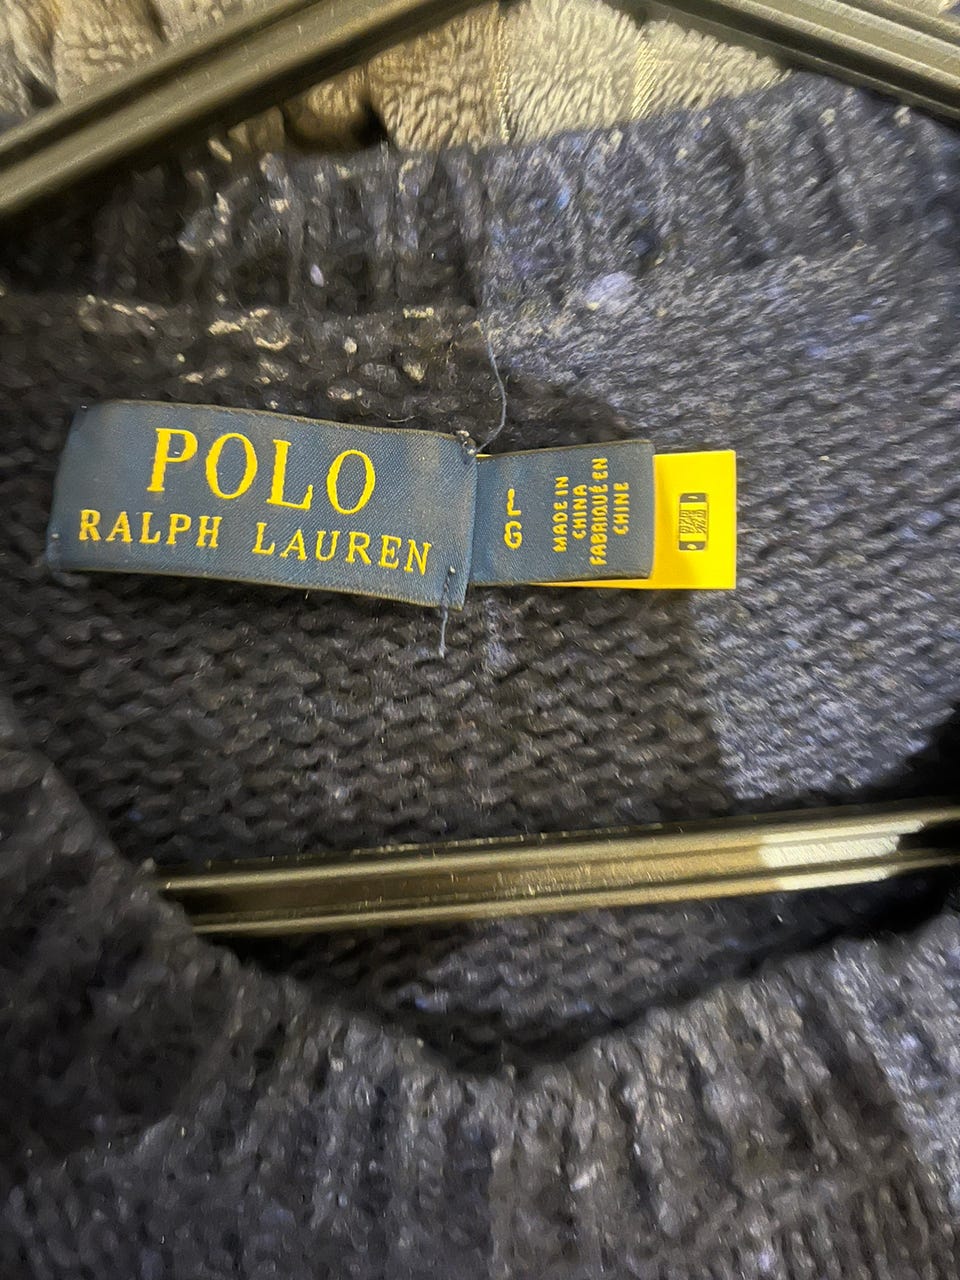 POLO
RALPH LAUREN
L
G
MADE IN
CHINA
FABRIQUÉ EN
CHINE